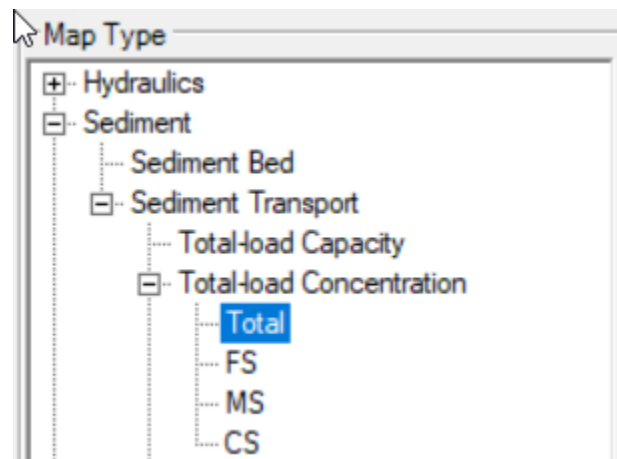 Map Type
Hydraulics
Sediment
Sediment Bed
Sediment Transport
Total-load Capacity
Total-load Concentration
Total
FS
MS
CS